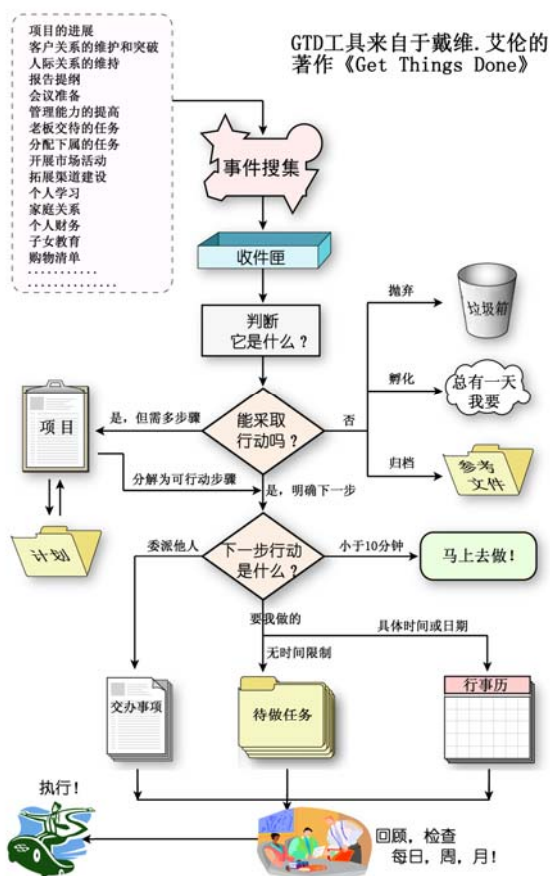 项目的进展
客户关系的维护和突破
人际关系的维持
报告提纲
会议准备
管理能力的提高
老板交待的任务
分配下属的任务
开展市场活动
拓展渠道建设
个人学习
家庭关系
个人财务
子女教育
购物清单
...........
..............
GTD工具来自于戴维.艾伦的
著作《Get Things Done》
事件搜集
收件匣
判断
它是什么？
抛弃
垃圾箱
孵化
总有一天
我要
归档
参考
文件
否
能采取
行动吗？
是，但需多步骤
项目
分解为可行动步骤
是，明确下一步
计划
委派他人
下一步行动
是什么？
小于10分钟
马上去做！
要我做的
具体时间或日期
无时间限制
交办事项
待做任务
行事历
执行！
回顾，检查
每日，周，月！